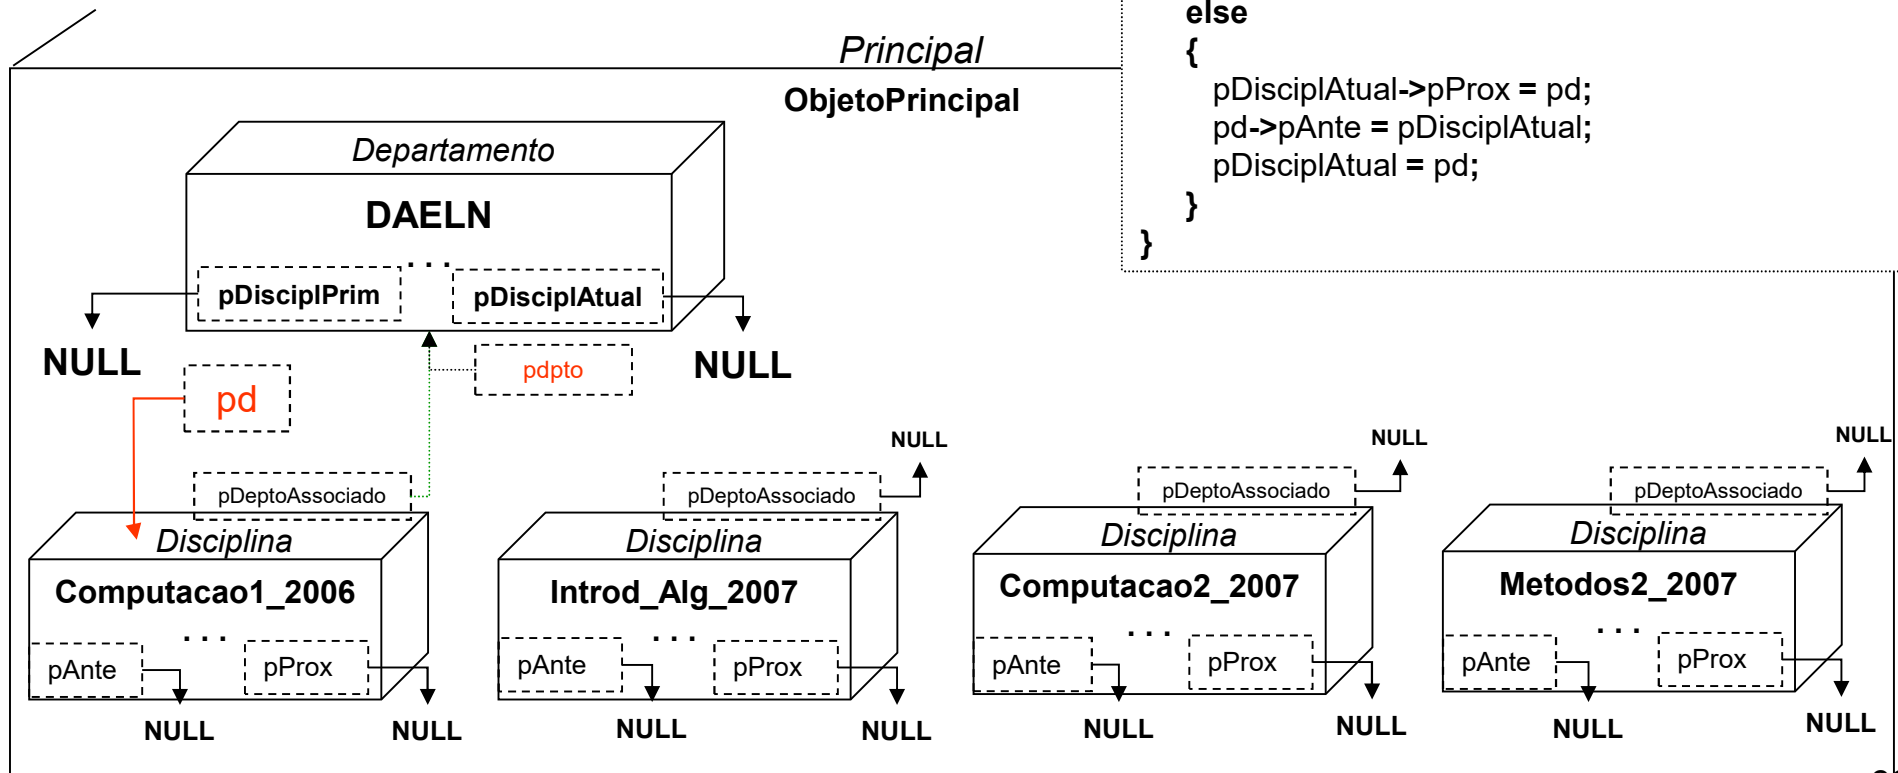 else
{
pDisciplAtual->pProx = pd;
pd->pAnte = pDisciplAtual;
pDisciplAtual = pd;
}
}
Principal
ObjetoPrincipal
Departamento
DAELN
. . .
pDisciplPrim
pDisciplAtual
NULL
NULL
pdpto
pd
NULL
NULL
NULL
pDeptoAssociado
pDeptoAssociado
pDeptoAssociado
pDeptoAssociado
Disciplina
Disciplina
Disciplina
Disciplina
Computacao1_2006
Introd_Alg_2007
Computacao2_2007
Metodos2_2007
. . .
. . .
. . .
. . .
pAnte
pProx
pAnte
pProx
pAnte
pProx
pAnte
pProx
NULL
NULL
NULL
NULL
NULL
NULL
NULL
NULL